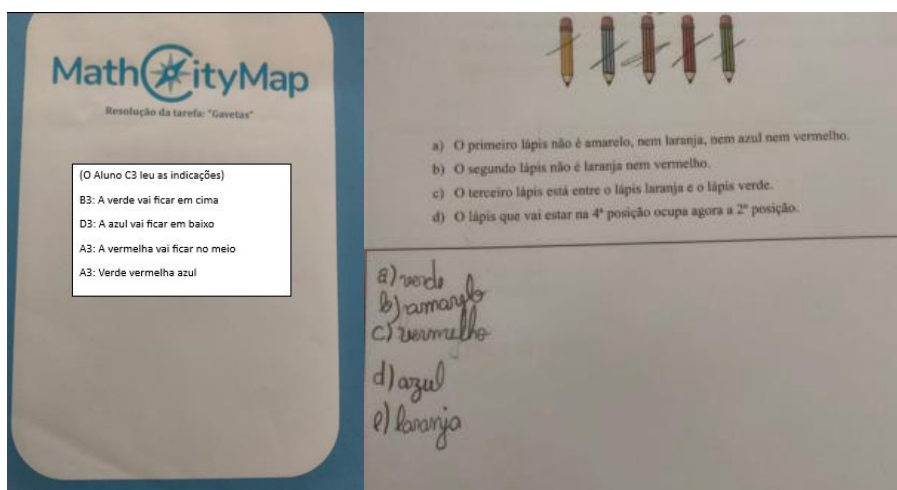 MathCityMap
Resolução da tarefa: "Gavetas"
(O Aluno C3 leu as indicações)
B3: A verde vai ficar em cima
D3: A azul vai ficar em baixo
A3: A vermelha vai ficar no meio
A3: Verde vermelha azul
a) O primeiro lápis não é amarelo, nem laranja, nem azul nem vermelho.
b) O segundo lápis não é laranja nem vermelho.
c) O terceiro lápis está entre o lápis laranja e o lápis verde.
d) O lápis que vai estar na 4ª posição ocupa agora a 2ª posição.
a) verde
b) amarelo
c) vermelho
d) azul
e) laranja